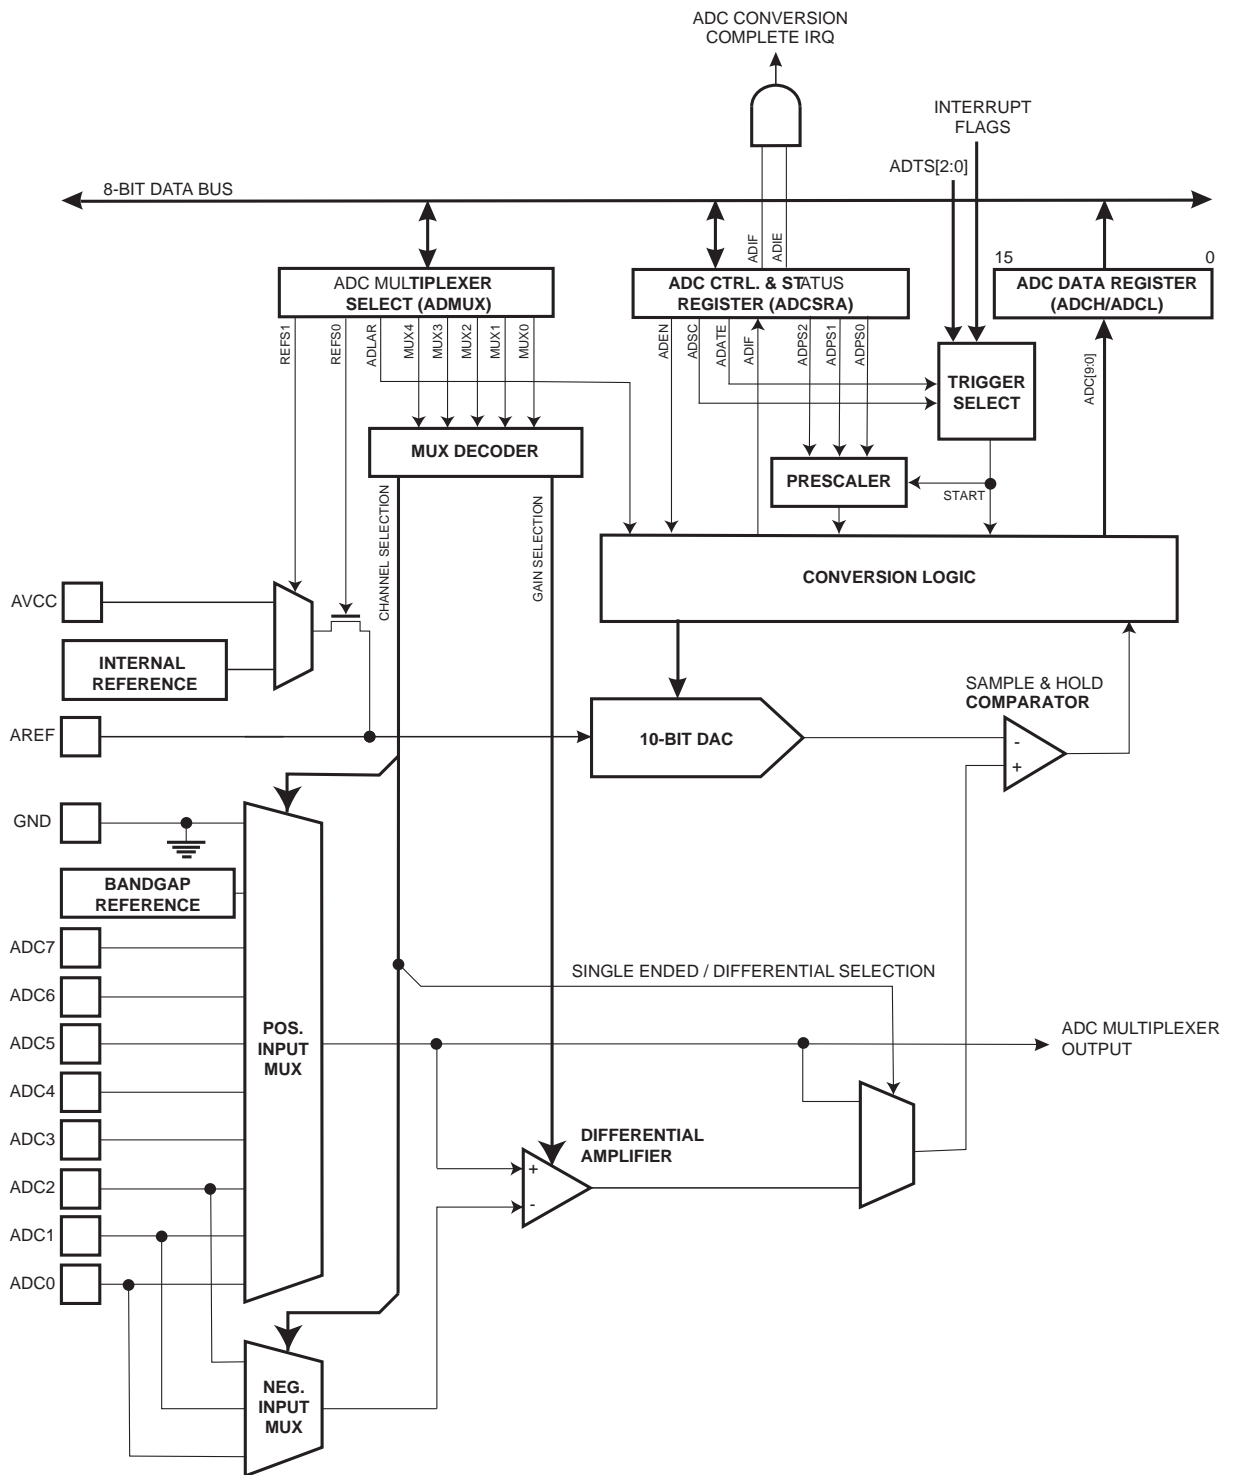 ADC CONVERSION
COMPLETE IRQ
INTERRUPT
FLAGS
ADTS[2:0]
8-BIT DATA BUS
ADIF
ADIE
15
0
ADC MULTIPLEXER
SELECT (ADMUX)
ADC CTRL. & STATUS
REGISTER (ADCSRA)
ADC DATA REGISTER
(ADCH/ADCL)
REFS1
REFS0
ADLAR
MUX4
MUX3
MUX2
MUX1
MUX0
ADEN
ADSC
ADATE
ADIF
ADPS2
ADPS1
ADPS0
ADC[9:0]
TRIGGER
SELECT
MUX DECODER
PRESCALER
START
CHANNEL SELECTION
GAIN SELECTION
CONVERSION LOGIC
AVCC
INTERNAL
REFERENCE
SAMPLE & HOLD
COMPARATOR
AREF
10-BIT DAC
-
+
GND
BANDGAP
REFERENCE
ADC7
SINGLE ENDED / DIFFERENTIAL SELECTION
ADC6
ADC5
POS.
INPUT
MUX
ADC MULTIPLEXER
OUTPUT
ADC4
ADC3
DIFFERENTIAL
AMPLIFIER
+
-
ADC2
ADC1
ADC0
NEG.
INPUT
MUX